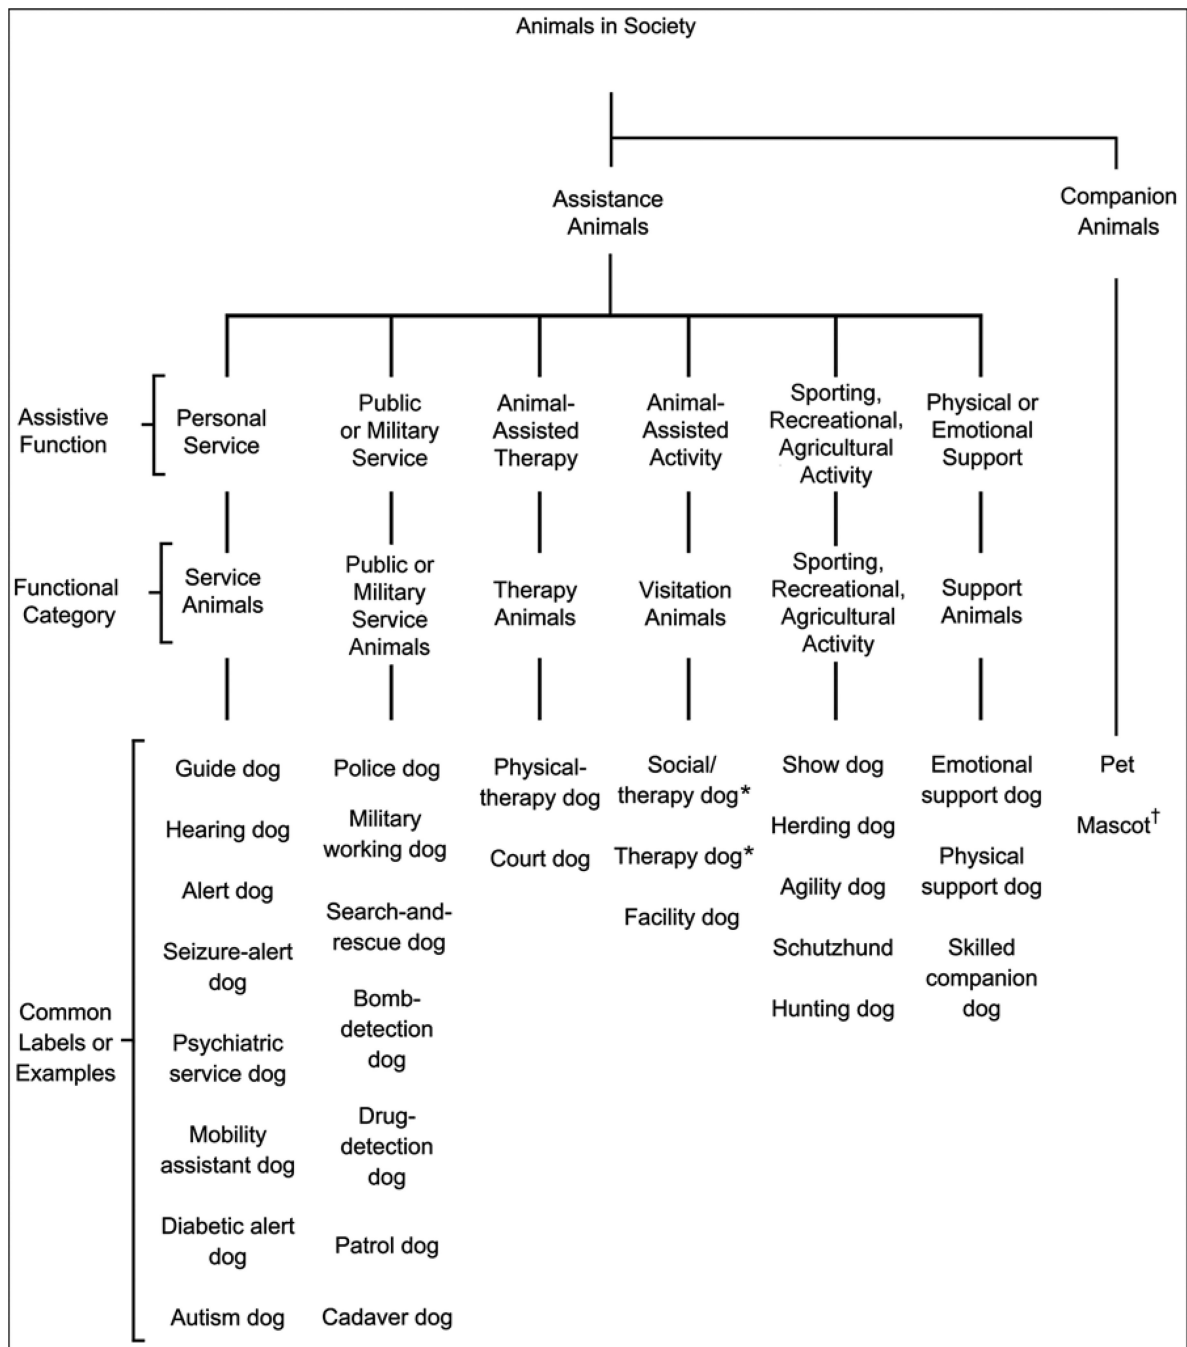 Animals in Society
Assistance
Animals
Companion
Animals
Assistive
Function
Personal
Service
Public
or Military
Service
Animal-
Assisted
Therapy
Animal-
Assisted
Activity
Sporting,
Recreational,
Agricultural
Activity
Physical or
Emotional
Support
Functional
Category
Service
Animals
Public or
Military
Service
Animals
Therapy
Animals
Visitation
Animals
Sporting,
Recreational,
Agricultural
Activity
Support
Animals
Common
Labels or
Examples
Guide dog
Hearing dog
Alert dog
Seizure-alert
dog
Psychiatric
service dog
Mobility
assistant dog
Diabetic alert
dog
Autism dog
Police dog
Military
working dog
Search-and-
rescue dog
Bomb-
detection
dog
Drug-
detection
dog
Patrol dog
Cadaver dog
Physical-
therapy dog
Court dog
Social/
therapy dog*
Therapy dog*
Facility dog
Show dog
Herding dog
Agility dog
Schutzhund
Hunting dog
Emotional
support dog
Physical
support dog
Skilled
companion
dog
Pet
Mascot†